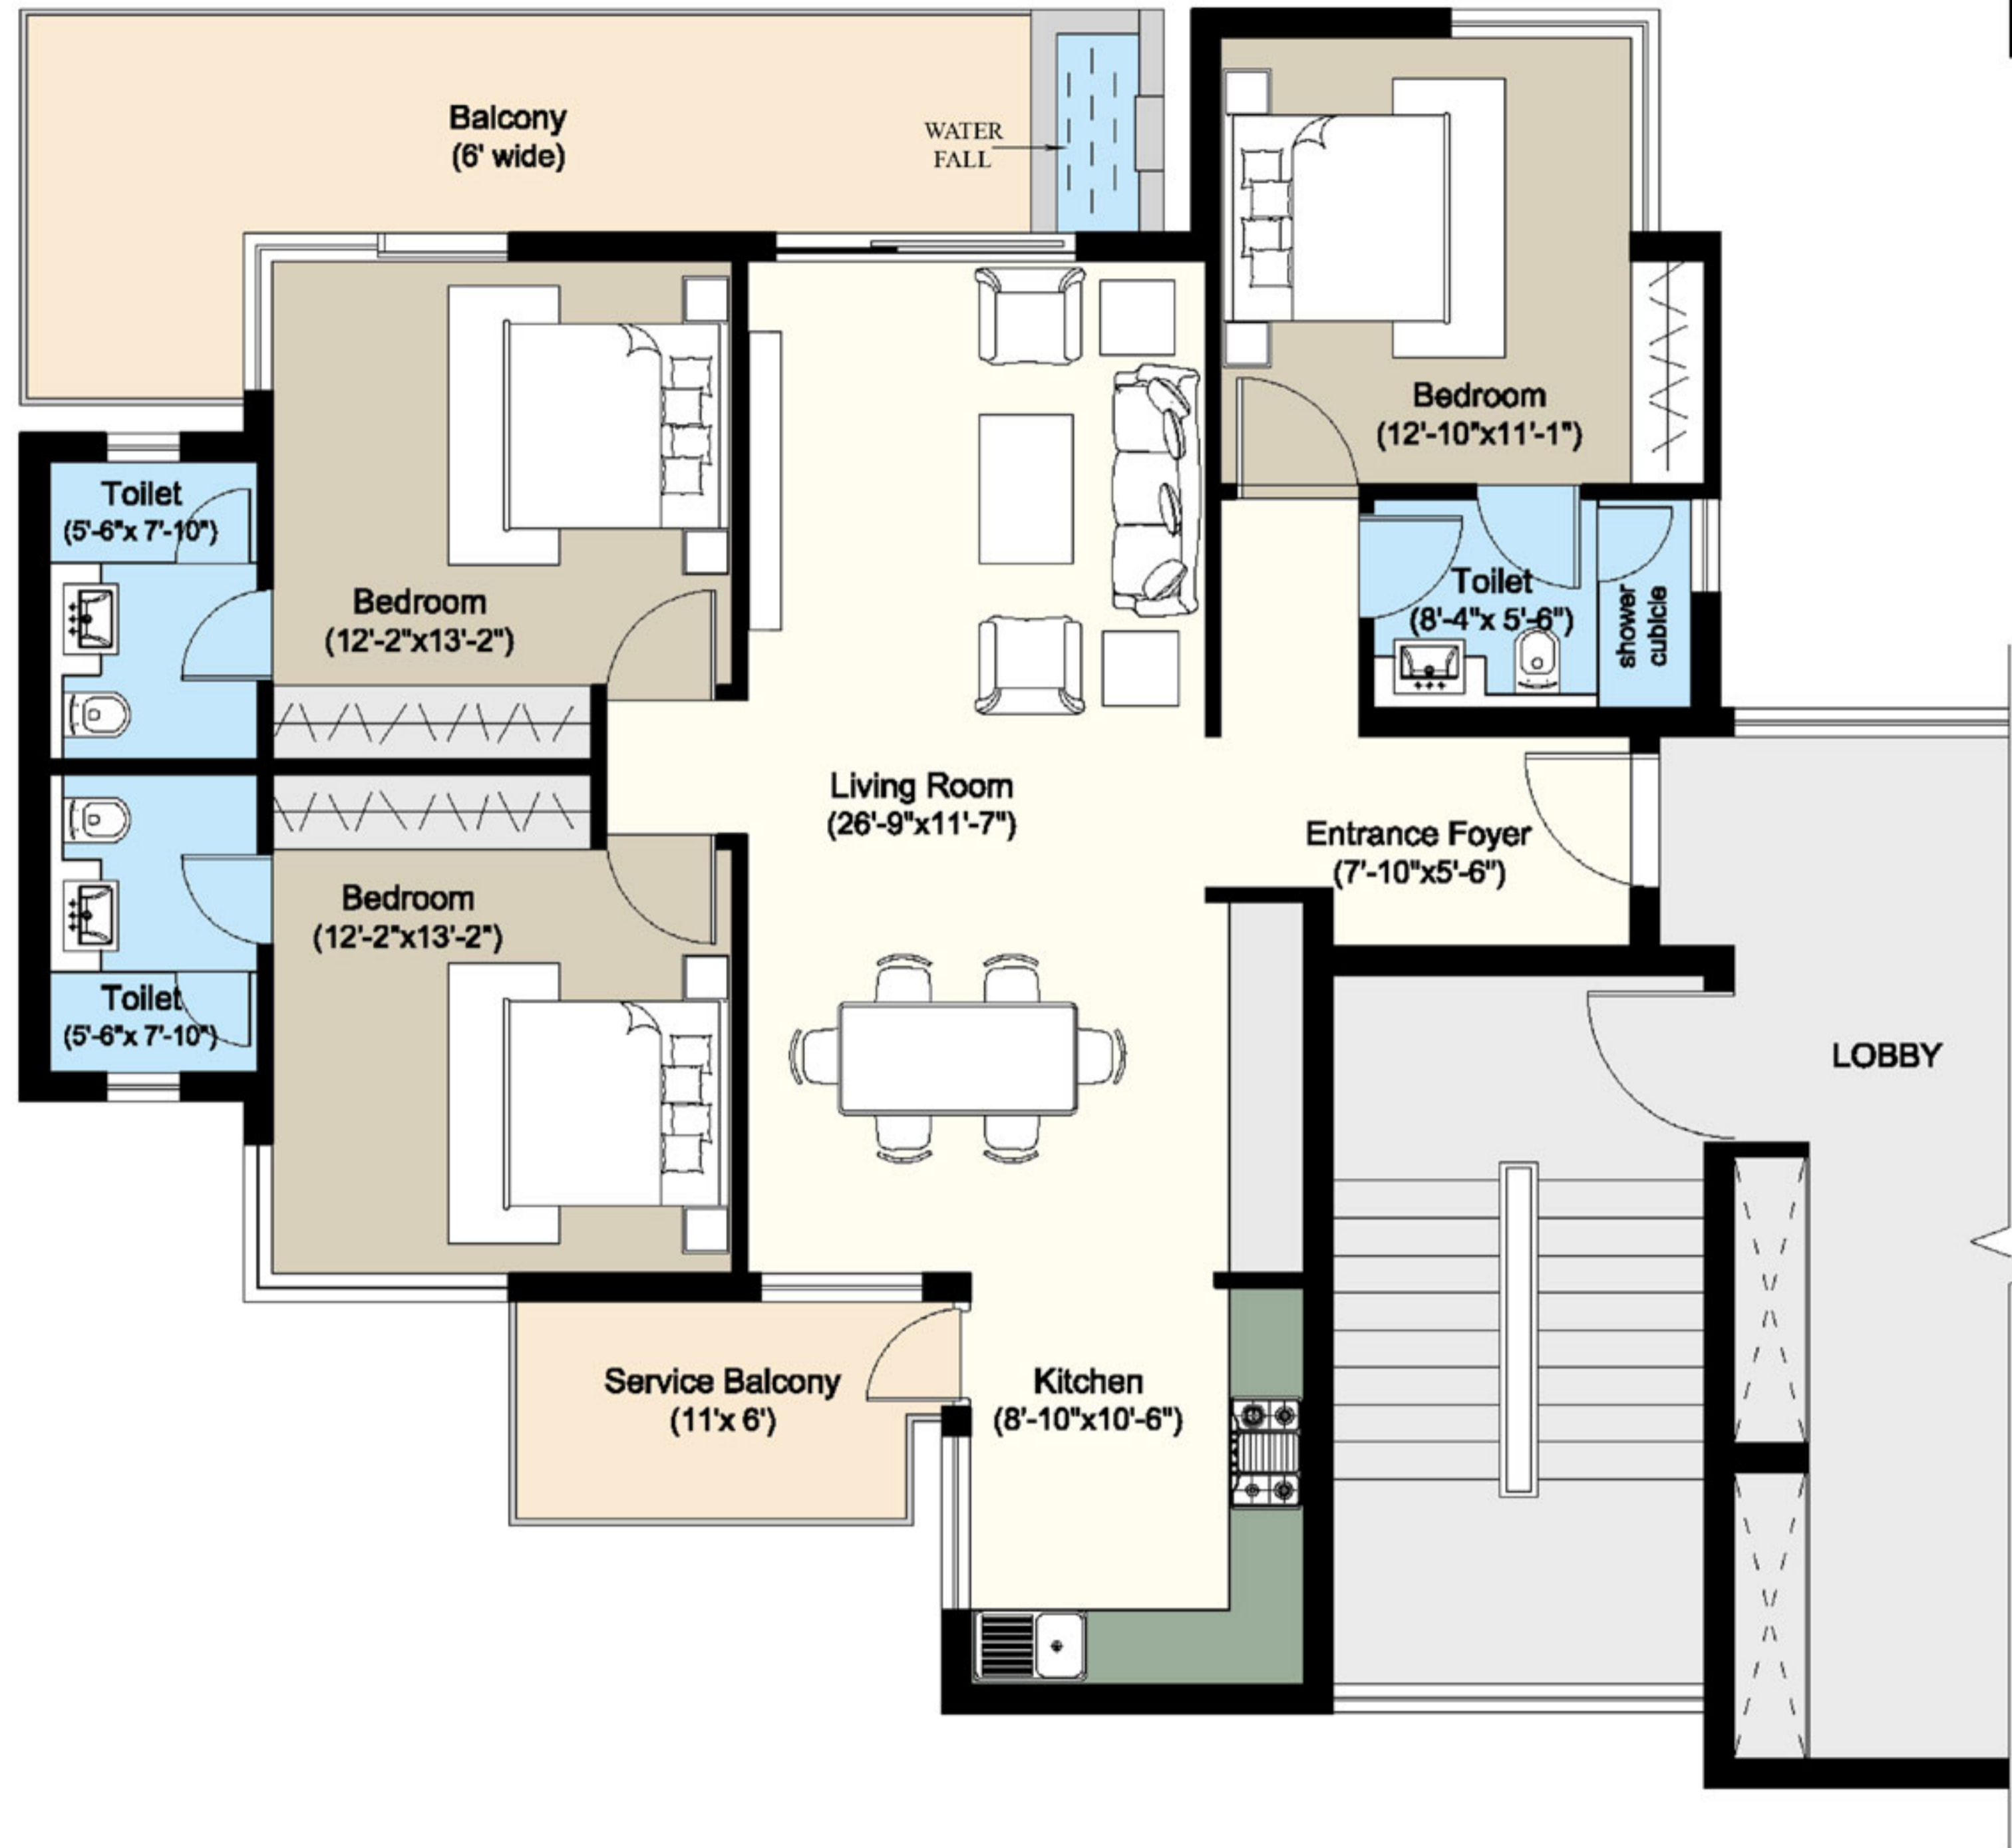 Balcony
(6' wide)
WATER
FALL
Bedroom
(12'-10"x11'-1")
Toilet
(5'-6"x 7'-10")
Bedroom
(12'-2"x13'-2")
Toilet
(8'-4"x 5'-6")
shower
cubicle
Living Room
(26'-9"x11'-7")
Entrance Foyer
(7'-10"x5'-6")
Bedroom
(12'-2"x13'-2")
Toilet
(5'-6"x 7'-10")
LOBBY
Service Balcony
(11'x 6')
Kitchen
(8'-10"x10'-6")